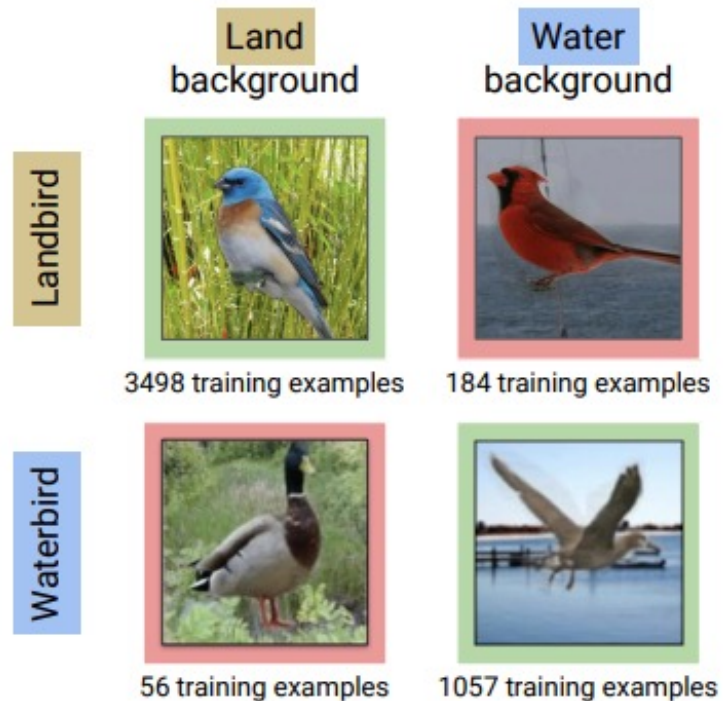 Land
background
Water
background
Landbird
3498 training examples
184 training examples
Waterbird
56 training examples
1057 training examples